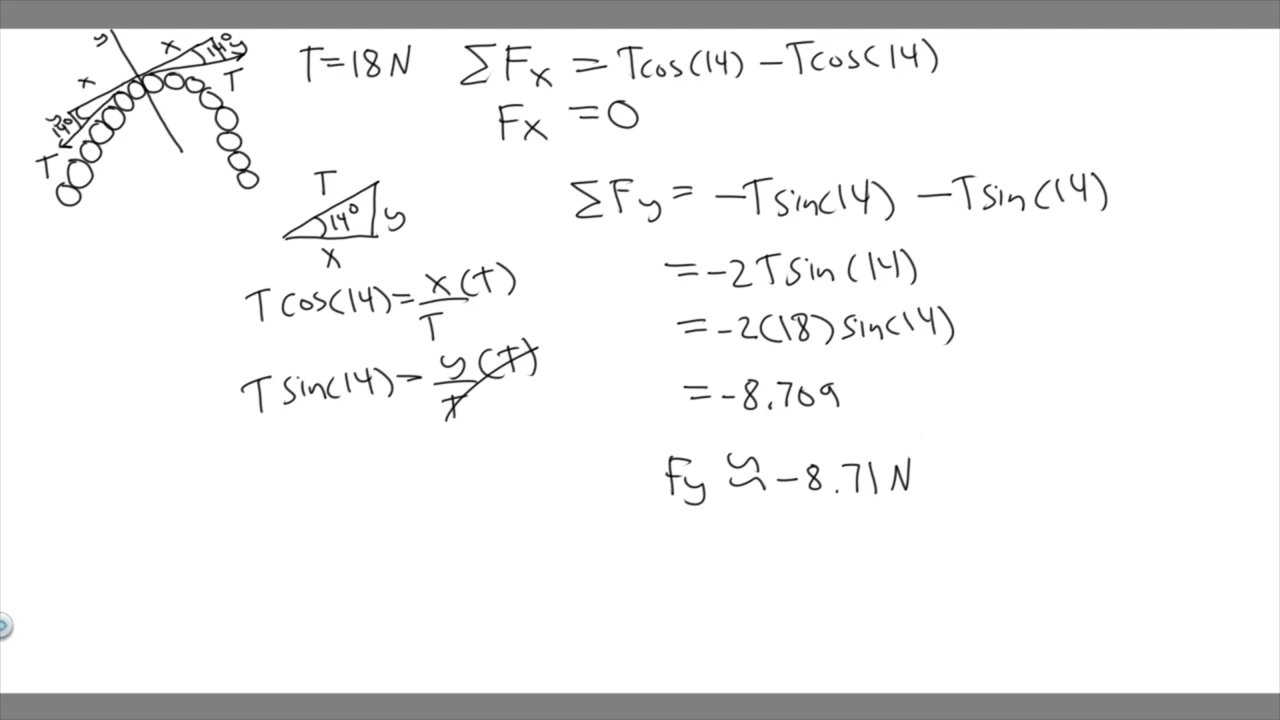 y
x
14° y
T
x
y
14°
T
T=18N
ΣFx = Tcos(14) - Tcos(14)
Fx = 0
T
14°
y
x
Tcos(14) = x(T)
T
Tsin(14) = y(T)
T
ΣFy = -Tsin(14) - Tsin(14)
= -2Tsin(14)
= -2(18)sin(14)
= -8.709
Fy ≈ -8.71N